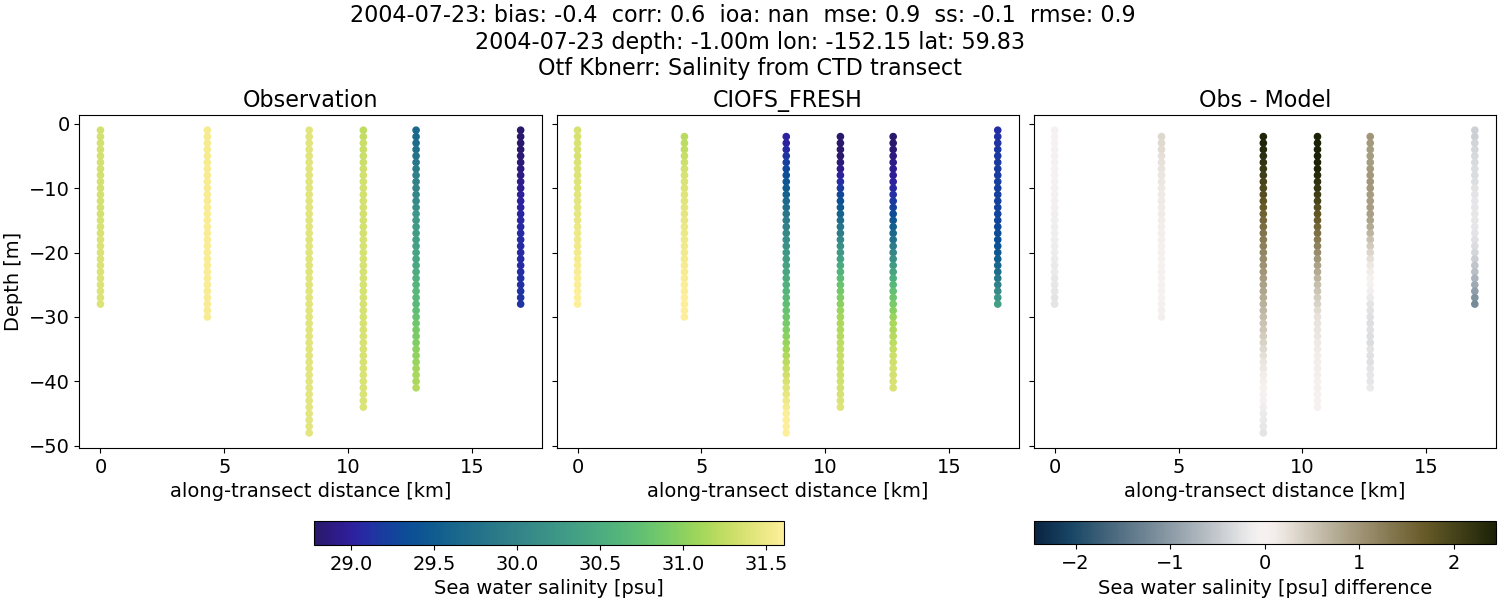 2004-07-23: bias: -0.4  corr: 0.6  ioa: nan  mse: 0.9  ss: -0.1  rmse: 0.9
2004-07-23 depth: -1.00m lon: -152.15 lat: 59.83
Otf Kbnerr: Salinity from CTD transect
Observation
CIOFS_FRESH
Obs - Model
Depth [m]
0
−10
−20
−30
−40
−50
0 5 10 15
0 5 10 15
0 5 10 15
along-transect distance [km]
along-transect distance [km]
along-transect distance [km]
29.0 29.5 30.0 30.5 31.0 31.5
Sea water salinity [psu]
−2 −1 0 1 2
Sea water salinity [psu] difference